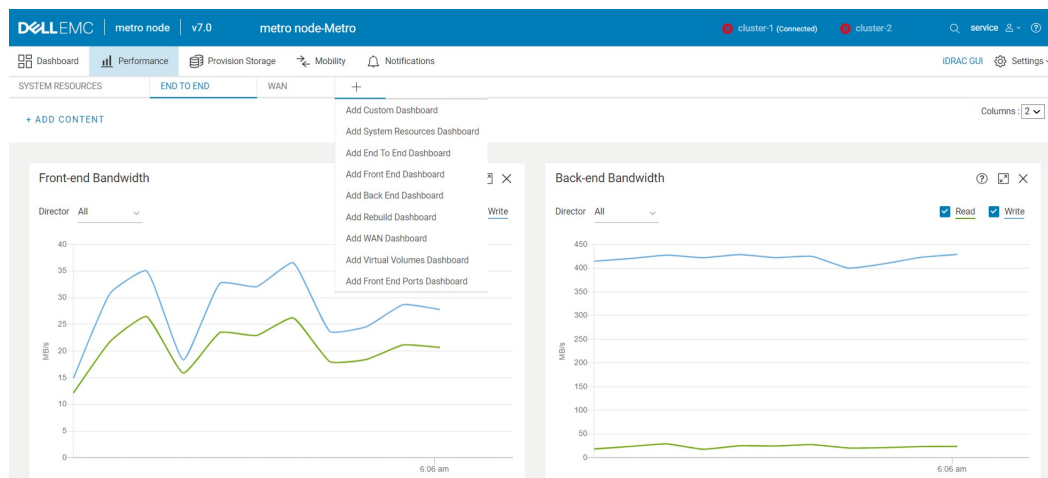 DELLEMC metro node v7.0 metro node-Metro cluster-1 (Connected) cluster-2 service
Dashboard Performance Provision Storage Mobility Notifications iDRAC GUI Settings
SYSTEM RESOURCES END TO END WAN +
+ ADD CONTENT
Columns : 2
Add Custom Dashboard
Add System Resources Dashboard
Add End To End Dashboard
Add Front End Dashboard
Add Back End Dashboard
Add Rebuild Dashboard
Add WAN Dashboard
Add Virtual Volumes Dashboard
Add Front End Ports Dashboard
Front-end Bandwidth
Director All Write
40
35
30
25
20
15
10
5
0
MB/s
6:06 am
Back-end Bandwidth
Director All Read Write
450
400
350
300
250
200
150
100
50
0
MB/s
6:06 am